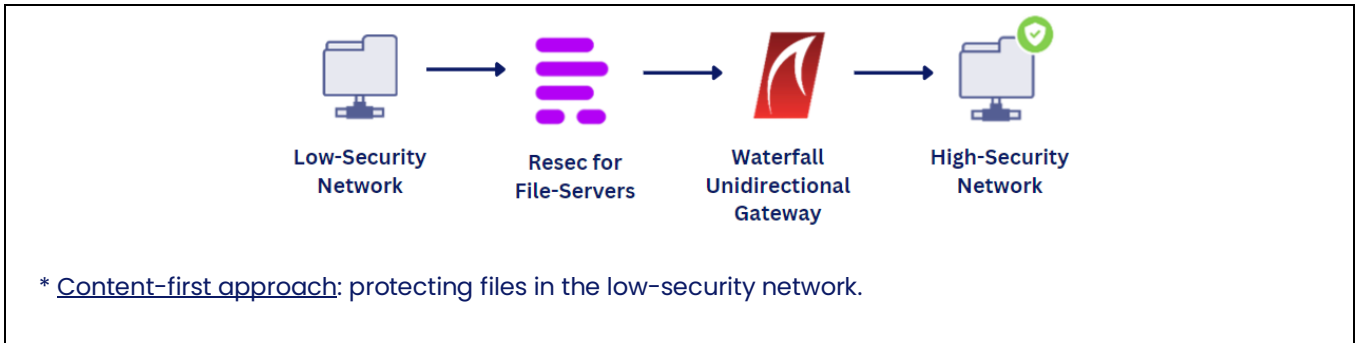 Low-Security
Network
Resec for
File-Servers
Waterfall
Unidirectional
Gateway
High-Security
Network
* Content-first approach: protecting files in the low-security network.